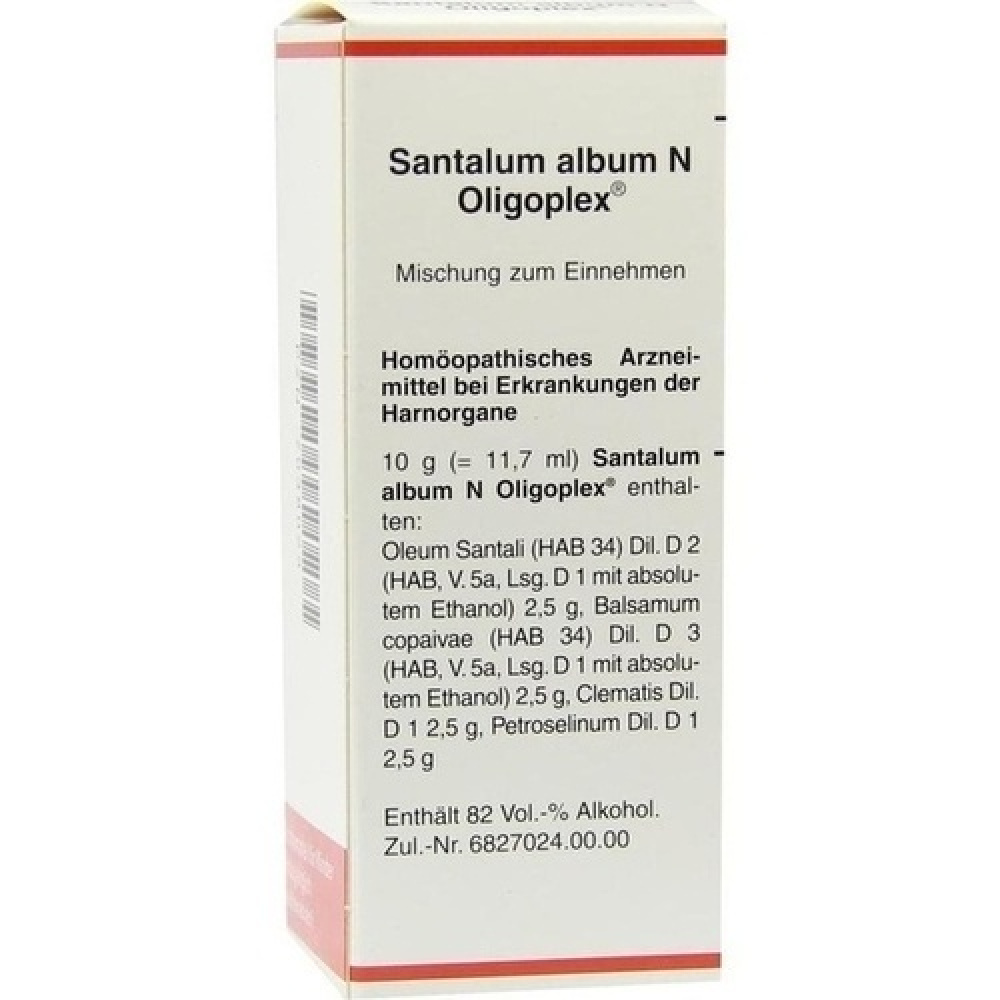 Santalum album N
Oligoplex®
Mischung zum Einnehmen
Homöopathisches Arznei-
mittel bei Erkrankungen der
Harnorgane
10 g (= 11,7 ml) Santalum
album N Oligoplex® enthal-
ten:
Oleum Santali (HAB 34) Dil. D 2
(HAB, V. 5a, Lsg. D 1 mit absolu-
tem Ethanol) 2,5 g, Balsamum
copaivae (HAB 34) Dil. D 3
(HAB, V. 5a, Lsg. D 1 mit absolu-
tem Ethanol) 2,5 g, Clematis Dil.
D 1 2,5 g, Petroselinum Dil. D 1
2,5 g
Enthält 82 Vol.-% Alkohol.
Zul.-Nr. 6827024.00.00